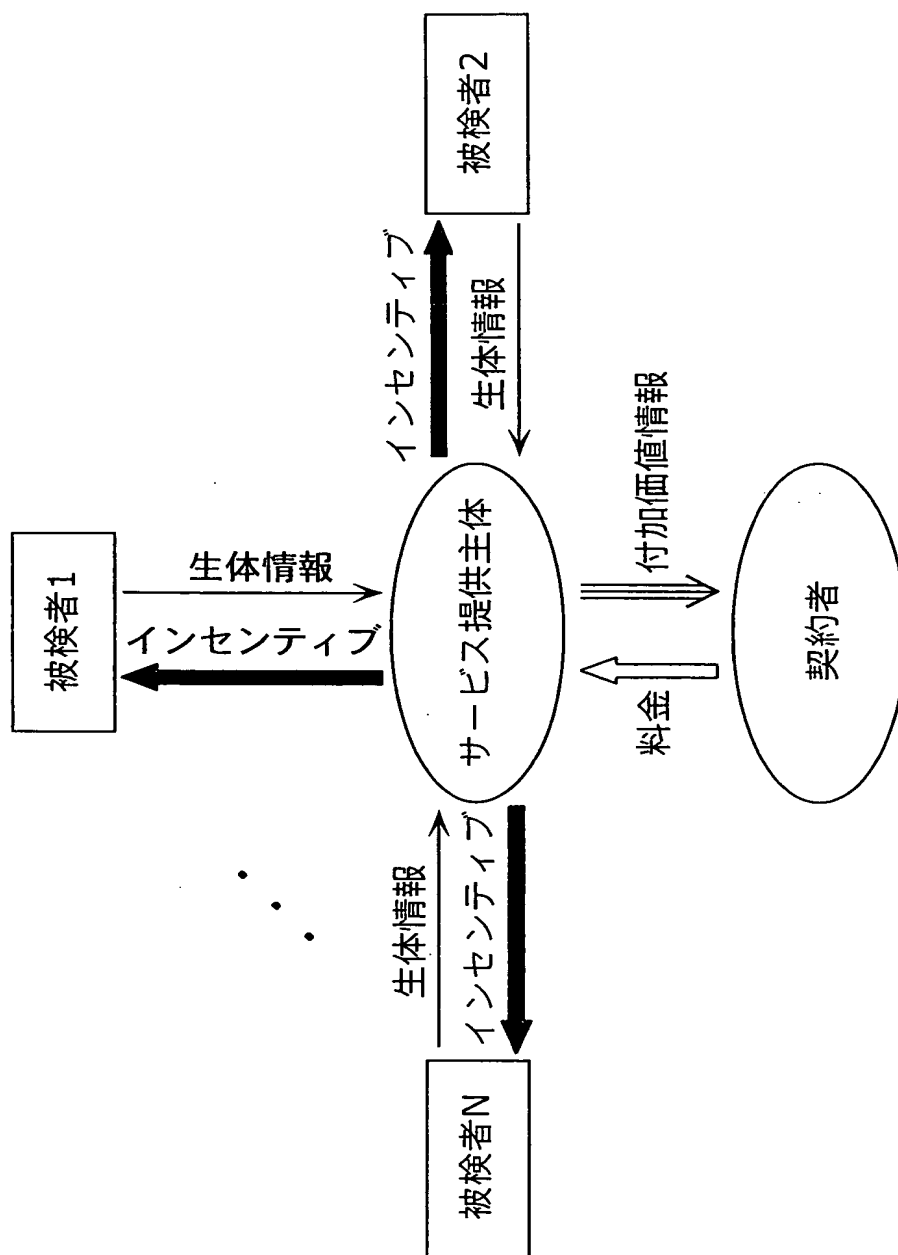 被検者1
生体情報
インセンティブ
被検者2
インセンティブ
生体情報
サービス提供主体
生体情報
インセンティブ
被検者N
付加価値情報
料金
契約者